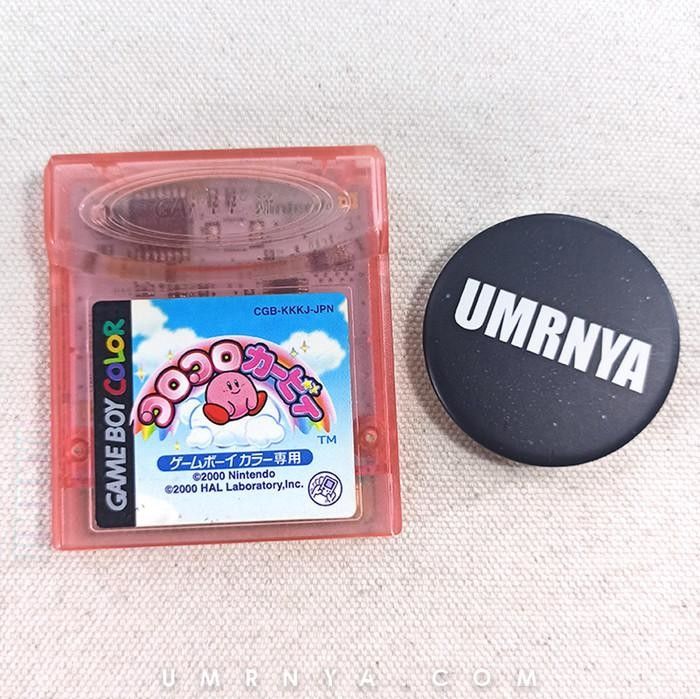 CGB-KKKJ-JPN
GAME BOY COLOR
コロコロカービィ
TM
ゲームボーイカラー専用
©2000 Nintendo
©2000 HAL Laboratory,Inc.
UMRNYA
UMRNYA.COM